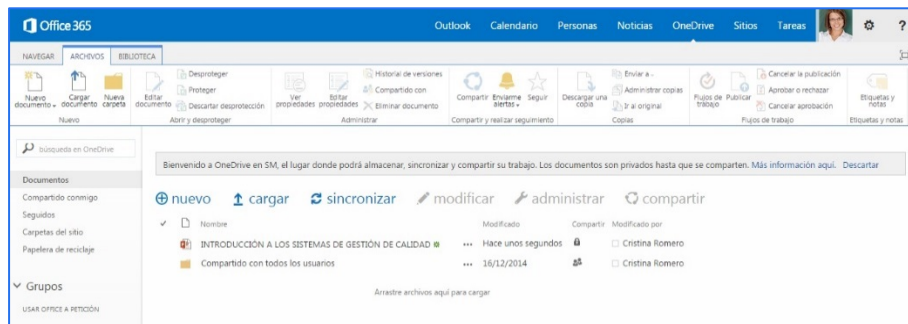 Office 365
Outlook Calendario Personas Noticias OneDrive Sitios Tareas ?
NAVEGAR ARCHIVOS BIBLIOTECA
Nuevo documento Cargar documento Nueva carpeta
Nuevo
Editar documento Desproteger Proteger Descartar desprotección
Abrir y desproteger
Ver propiedades Editar propiedades Historial de versiones Compartido con Eliminar documento
Administrar
Compartir Enviarme alertas Seguir
Compartir y realizar seguimiento
Descargar una copia Enviar a Administrar copias Ir al original
Copias
Flujos de trabajo Publicar Cancelar la publicación Aprobar o rechazar Cancelar aprobación
Flujos de trabajo
Etiquetas y notas
Etiquetas y notas
búsqueda en OneDrive
Documentos
Compartido conmigo
Seguidos
Carpetas del sitio
Papelera de reciclaje
Grupos
USAR OFFICE A PETICIÓN
Bienvenido a OneDrive en SM, el lugar donde podrá almacenar, sincronizar y compartir su trabajo. Los documentos son privados hasta que se comparten. Más información aquí. Descartar
nuevo cargar sincronizar modificar administrar compartir
Nombre Modificado Compartir Modificado por
INTRODUCCIÓN A LOS SISTEMAS DE GESTIÓN DE CALIDAD ... Hace unos segundos Cristina Romero
Compartido con todos los usuarios ... 16/12/2014 Cristina Romero
Arrastre archivos aquí para cargar